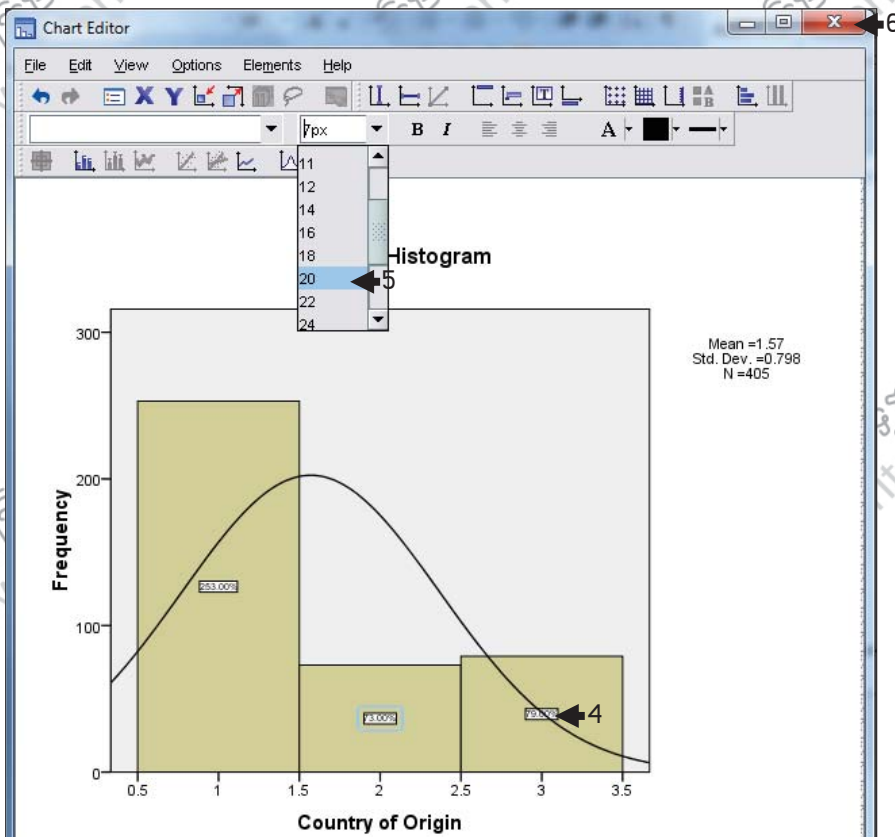 Chart Editor
6
File Edit View Options Elements Help
7px
11
12
14
16
18
20
5
22
24
Histogram
Mean =1.57
Std. Dev. =0.798
N =405
300
200
100
0
Frequency
253.00%
73.00%
79.00%
4
0.5 1 1.5 2 2.5 3 3.5
Country of Origin